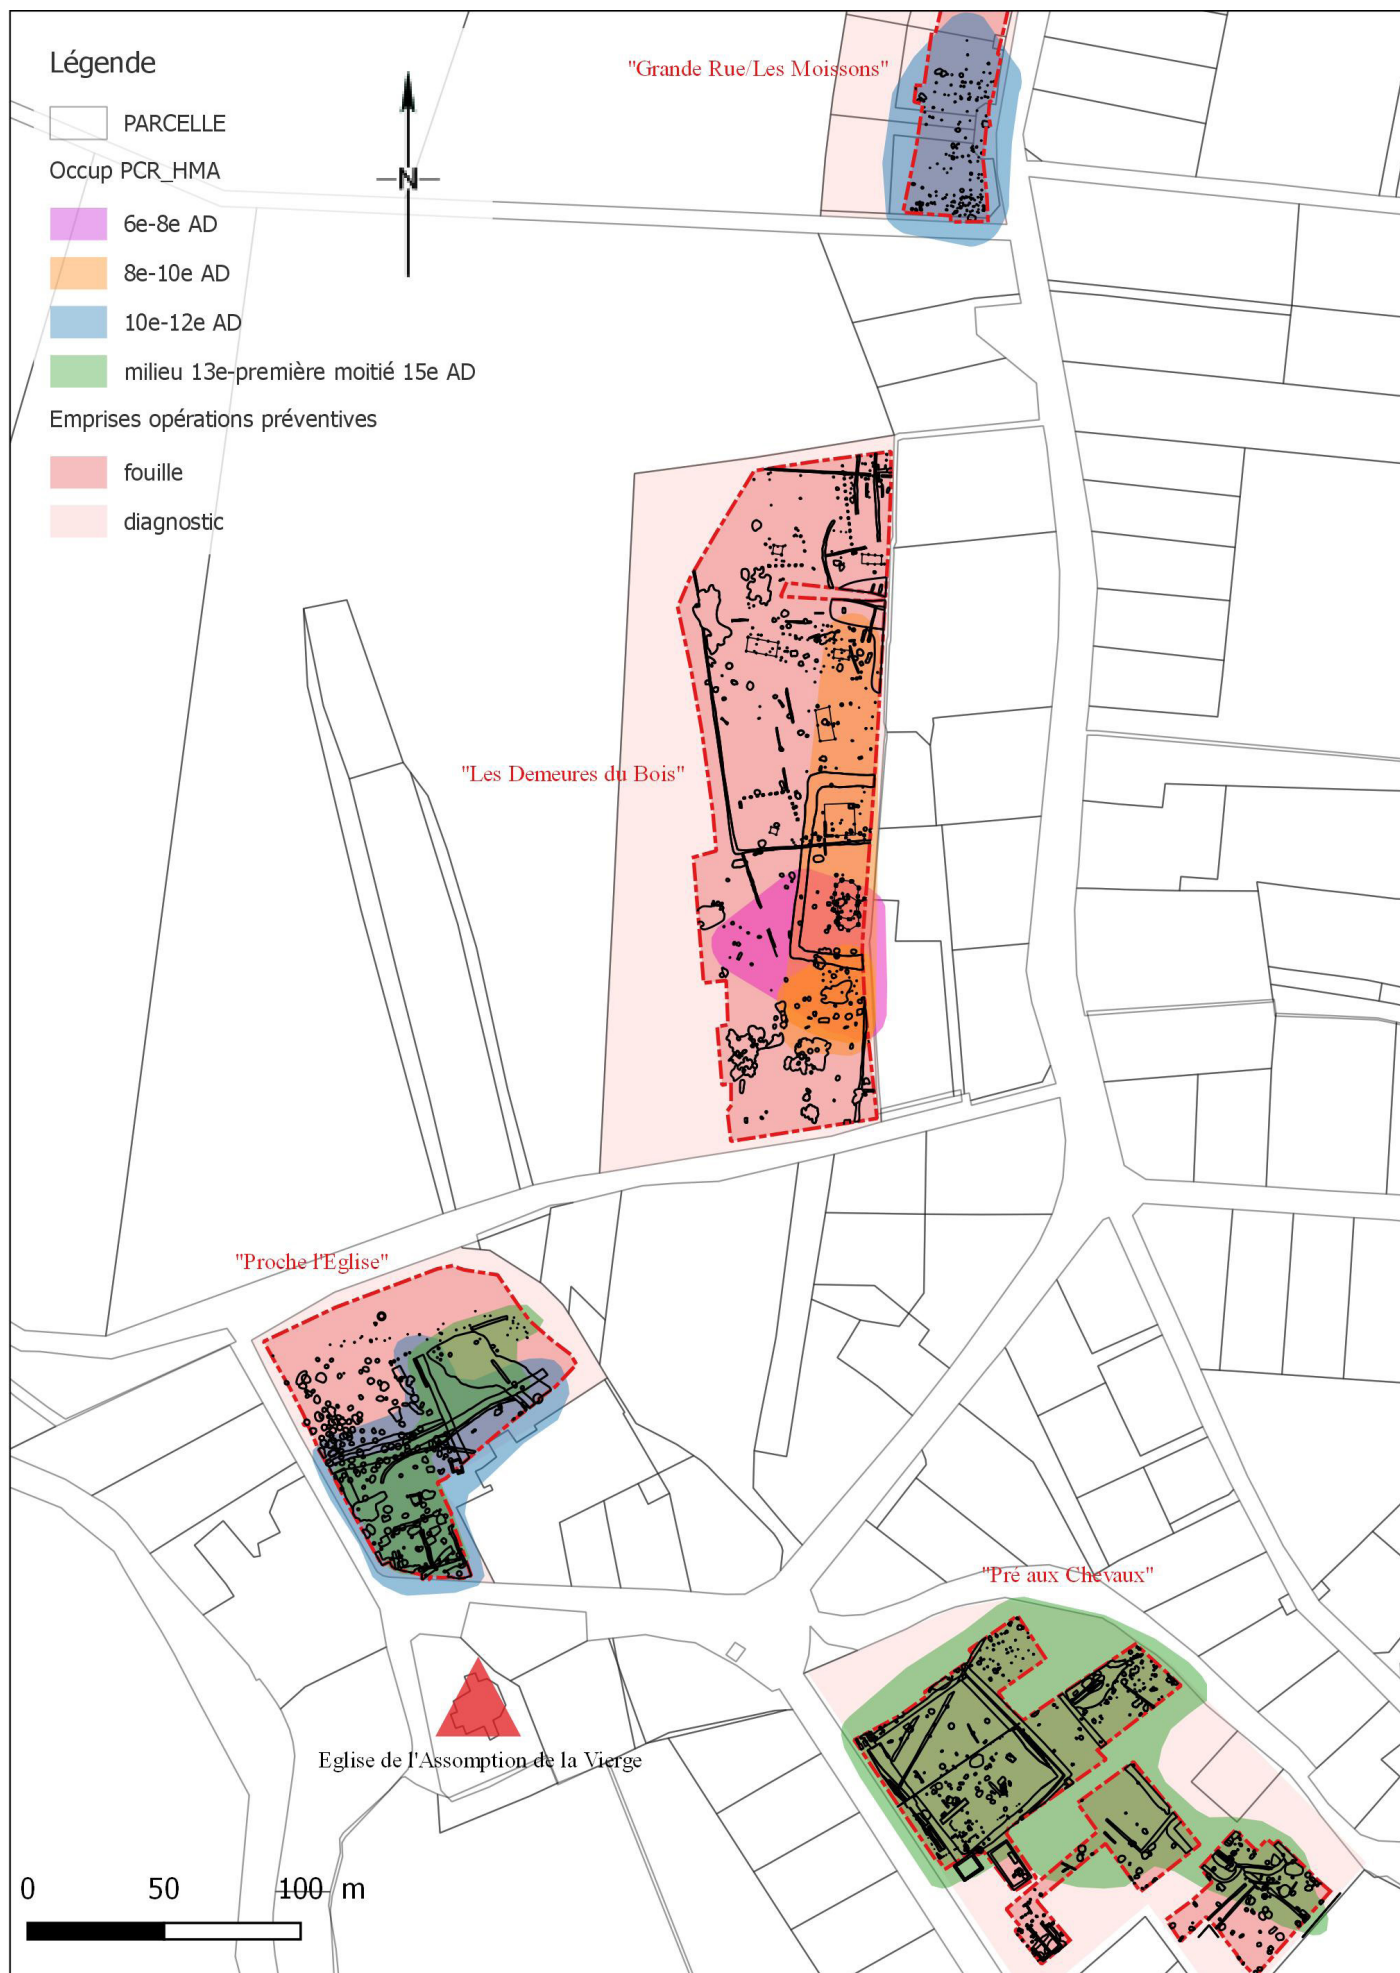 Légende
PARCELLE
Occup PCR_HMA
6e-8e AD
8e-10e AD
10e-12e AD
milieu 13e-première moitié 15e AD
Emprises opérations préventives
fouille
diagnostic
N
"Grande Rue/Les Moissons"
"Les Demeures du Bois"
"Proche l'Eglise"
"Pré aux Chevaux"
Eglise de l'Assomption de la Vierge
0 50 100 m